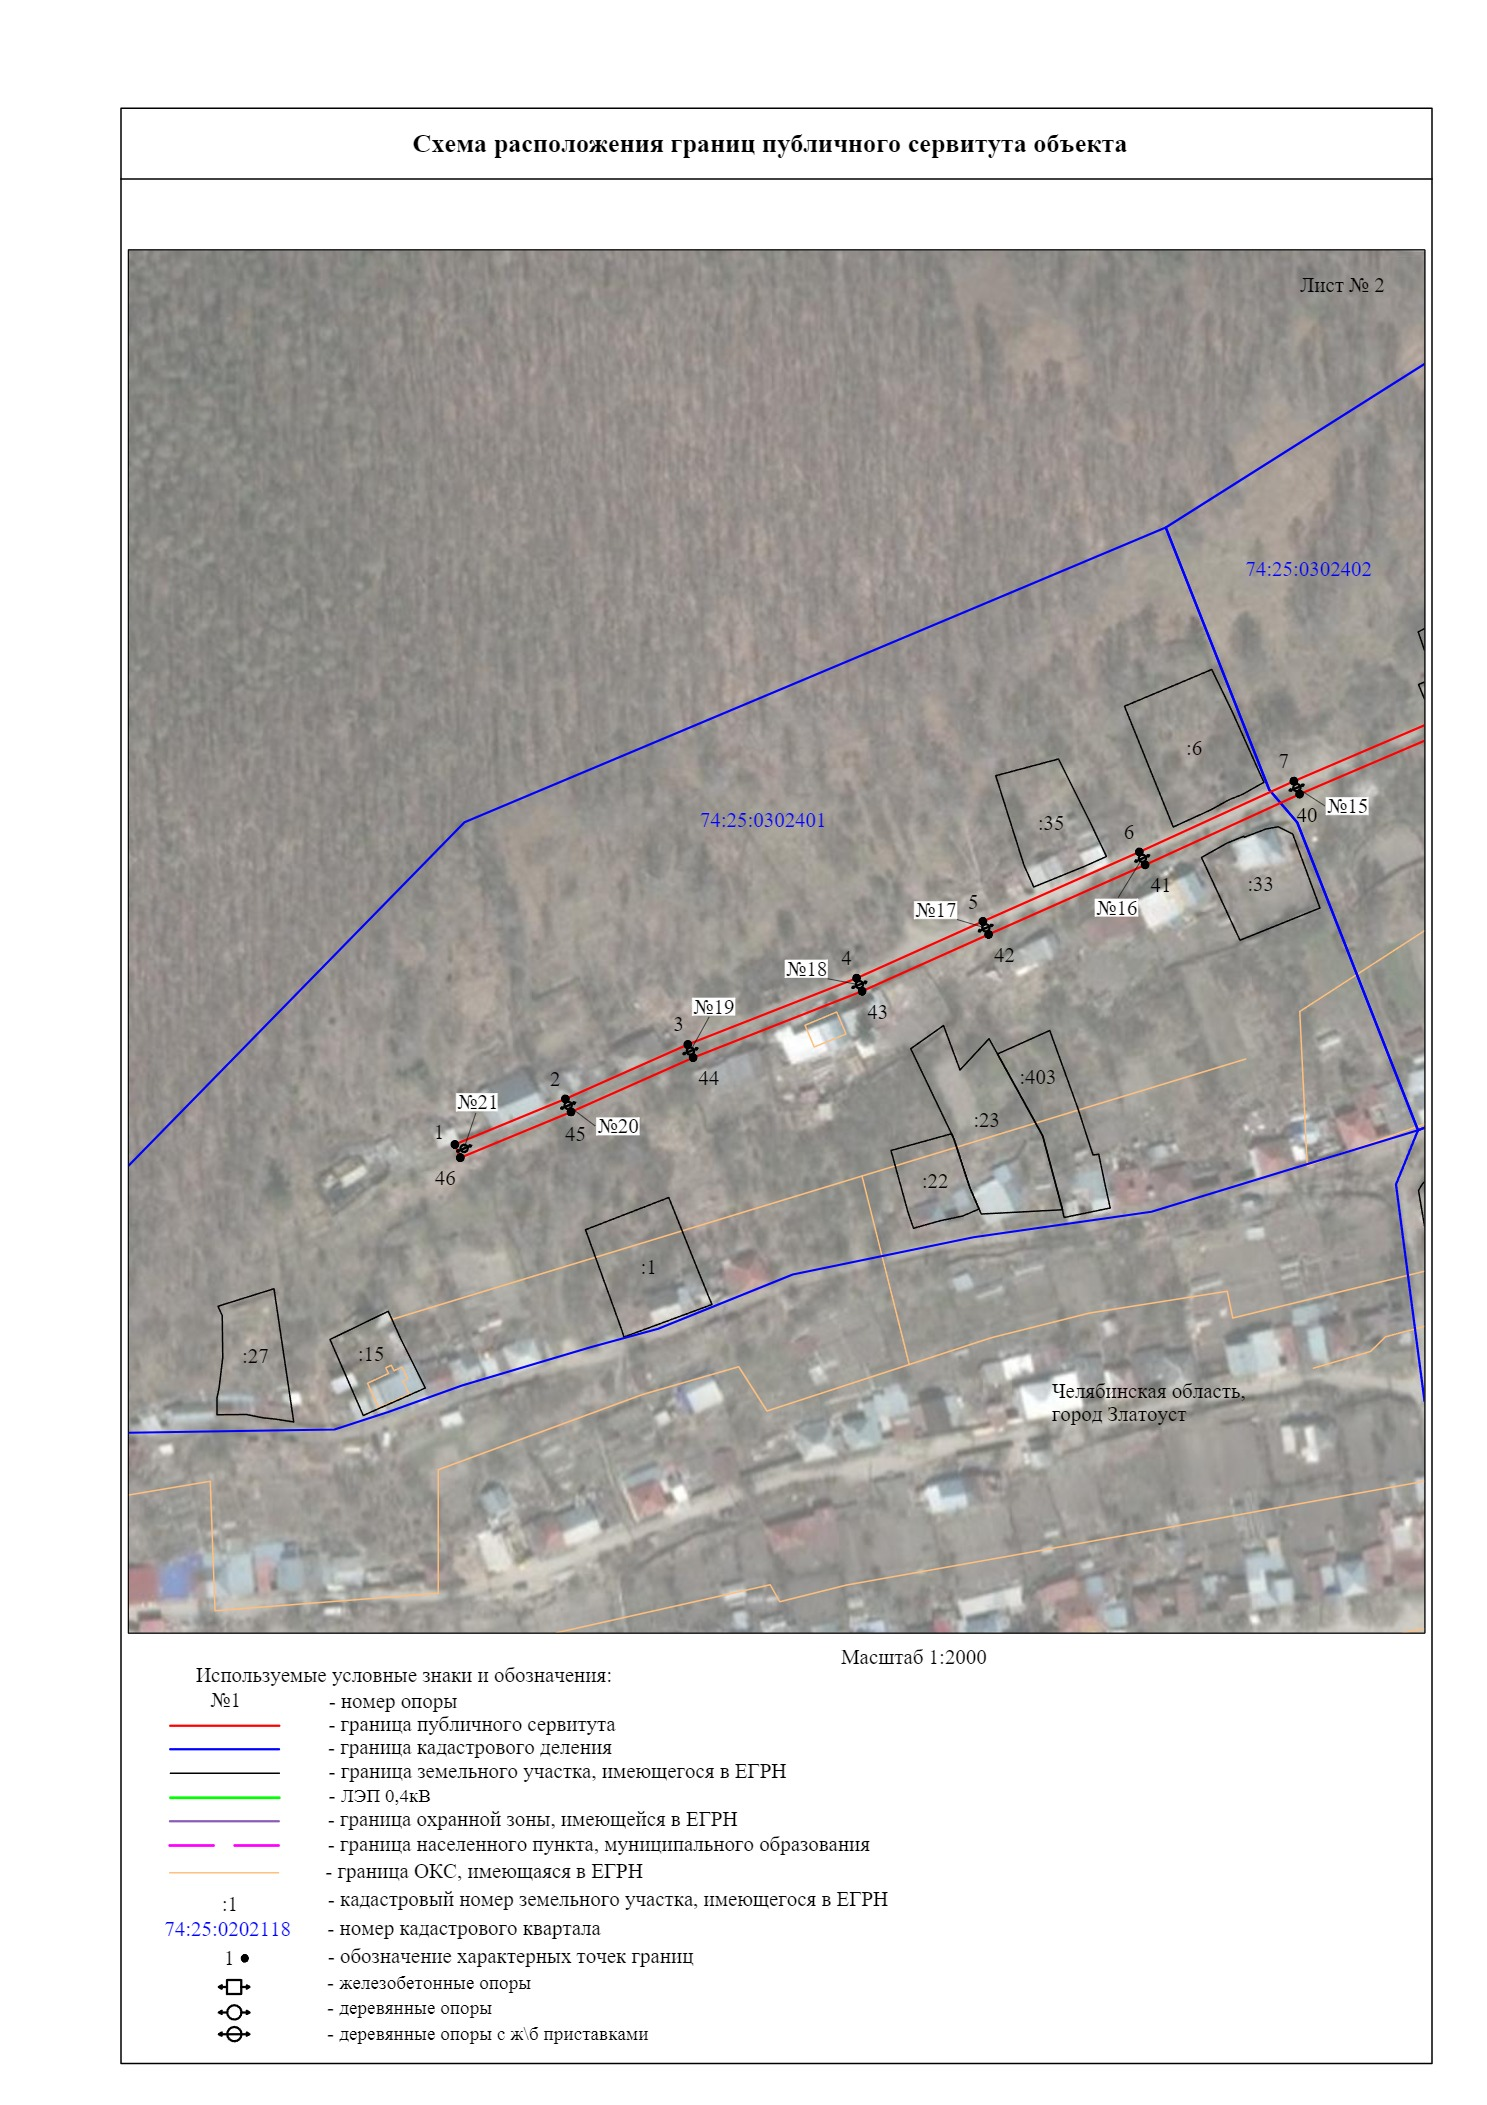 Схема расположения границ публичного сервитута объекта
Лист № 2
74:25:0302402
:6
7
№15
40
74:25:0302401
:35
6
41
№16
:33
№17
5
42
№18
4
43
№19
3
44
:403
:23
:22
2
№20
45
№21
1
46
:1
:27
:15
Челябинская область,
город Златоуст
Масштаб 1:2000
Используемые условные знаки и обозначения:
№1 - номер опоры
- граница публичного сервитута
- граница кадастрового деления
- граница земельного участка, имеющегося в ЕГРН
- ЛЭП 0,4кВ
- граница охранной зоны, имеющейся в ЕГРН
- граница населенного пункта, муниципального образования
- граница ОКС, имеющаяся в ЕГРН
:1 - кадастровый номер земельного участка, имеющегося в ЕГРН
74:25:0202118 - номер кадастрового квартала
1 - обозначение характерных точек границ
- железобетонные опоры
- деревянные опоры
- деревянные опоры с ж\б приставками